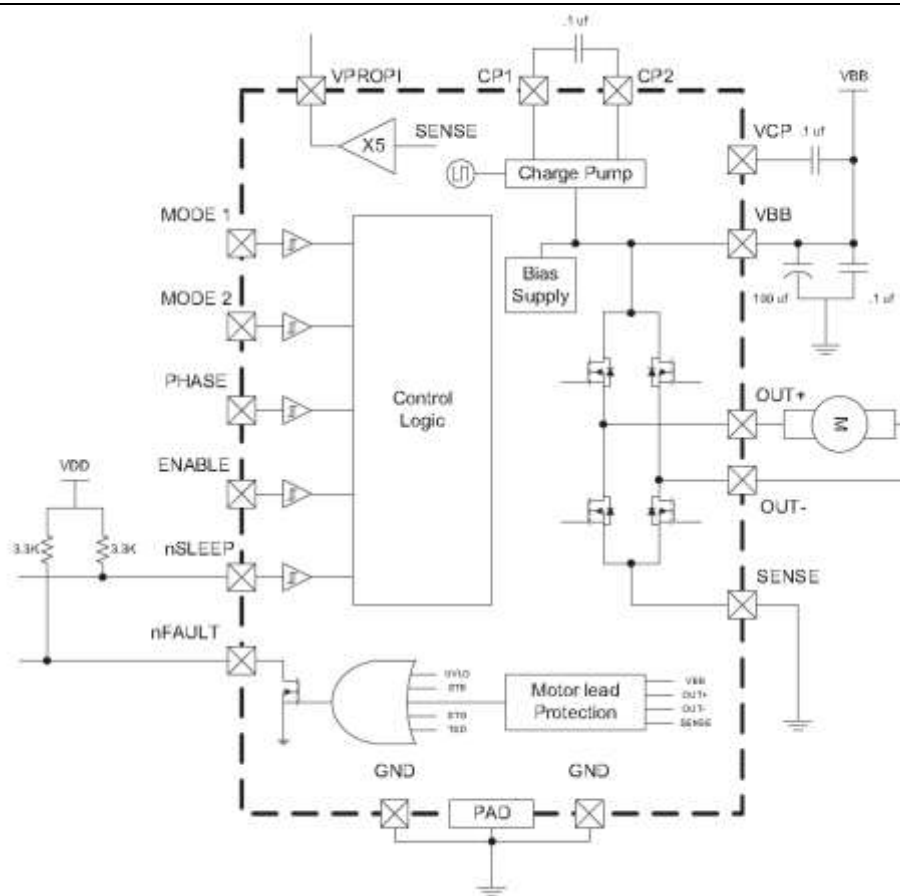 .1 uf
VPROPI
CP1
CP2
VBB
SENSE
X5
VCP
.1 uf
Charge Pump
MODE 1
VBB
Bias
Supply
100 uf
.1 uf
MODE 2
PHASE
OUT+
Control
Logic
M
ENABLE
VDD
OUT-
3.3K
3.3K
nSLEEP
SENSE
nFAULT
UVLO
STB
STG
TSD
Motor lead
Protection
VBB
OUT+
OUT-
SENSE
GND
GND
PAD